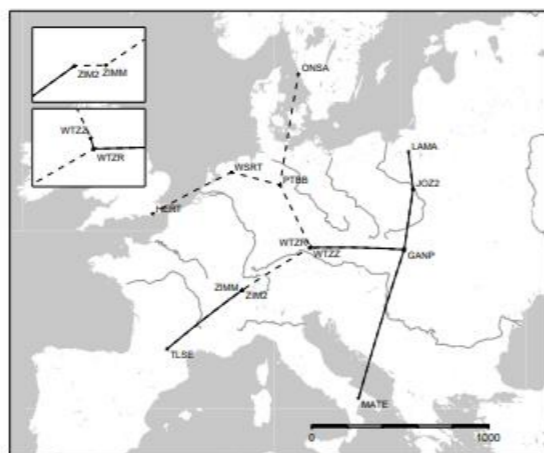 ONSA
ZIM2 ZIMM
WTZZ
WTZR
LAMA
WSRT
PTBB
JOZ2
HERT
WTZR
WTZZ
GANP
ZIMM
ZIM2
TLSE
MATE
0 1000